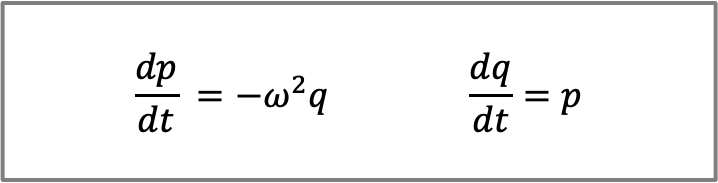 dp/dt = −ω²q    dq/dt = p